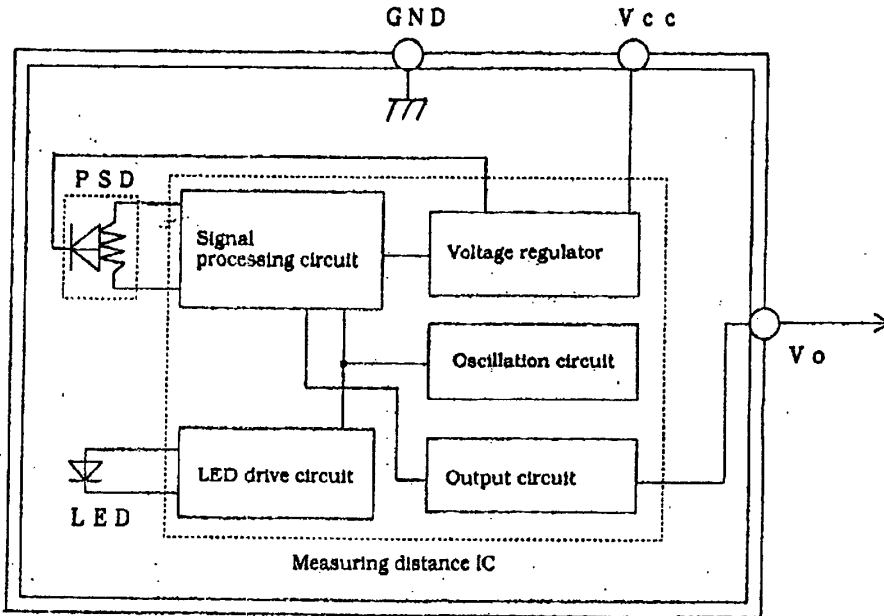 GND
Vcc
PSD
Signal
processing circuit
Voltage regulator
Oscillation circuit
Vo
LED drive circuit
Output circuit
LED
Measuring distance IC